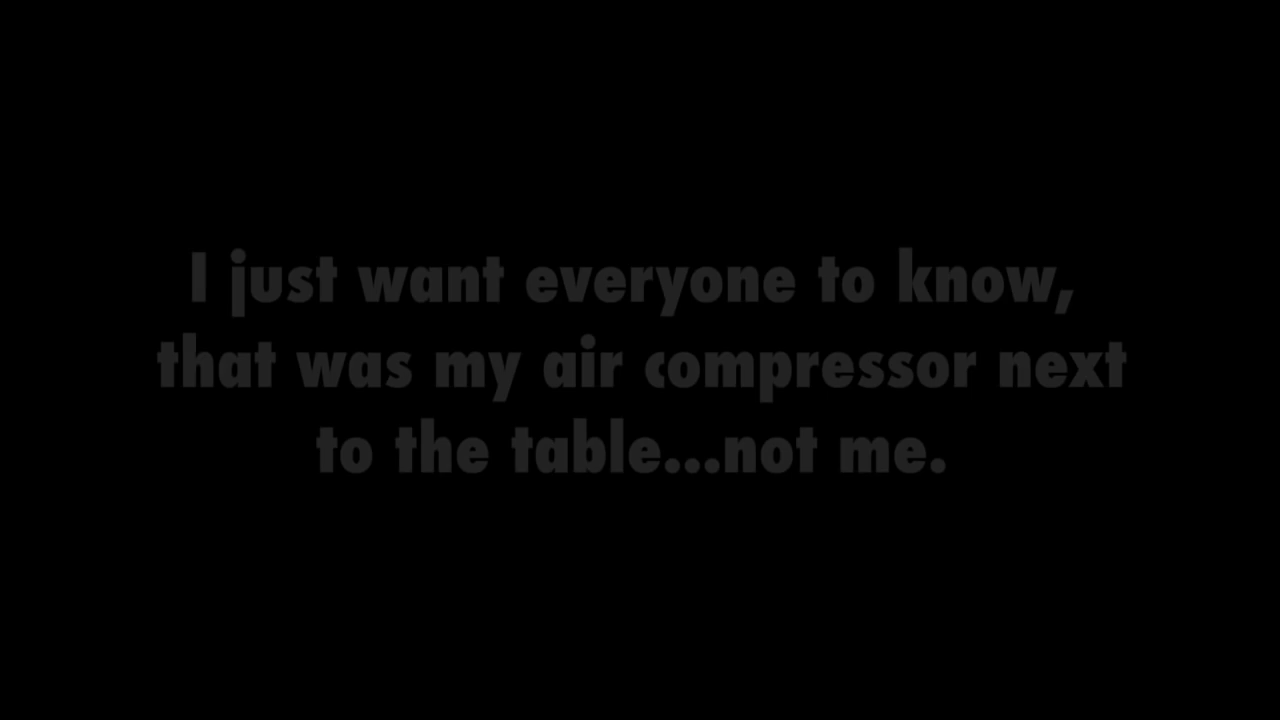 I just want everyone to know,
that was my air compressor next
to the table...not me.